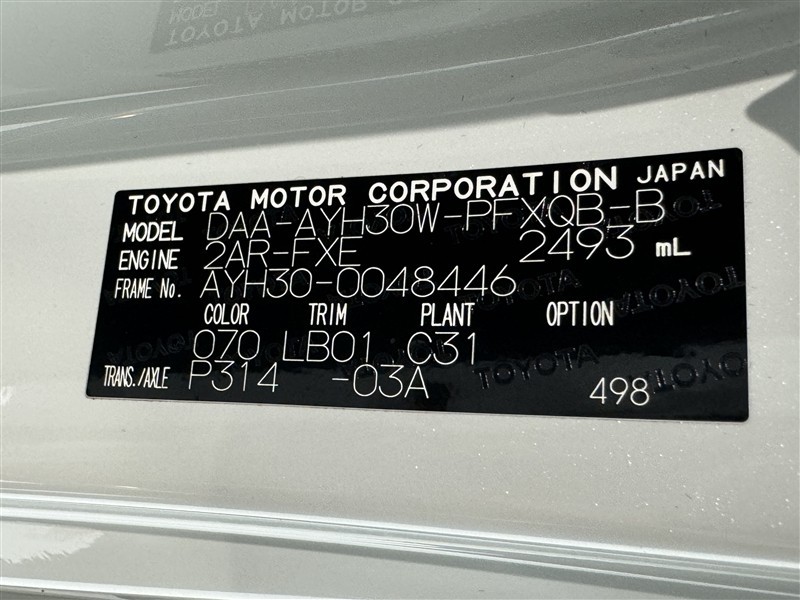 TOYOTA MOTOR CORPORATION JAPAN
MODEL DAA-AYH30W-PFXQB-B
ENGINE 2AR-FXE 2493 mL
FRAME No. AYH30-0048446
COLOR TRIM PLANT OPTION
070 LB01 C31
TRANS./AXLE P314 -03A 498